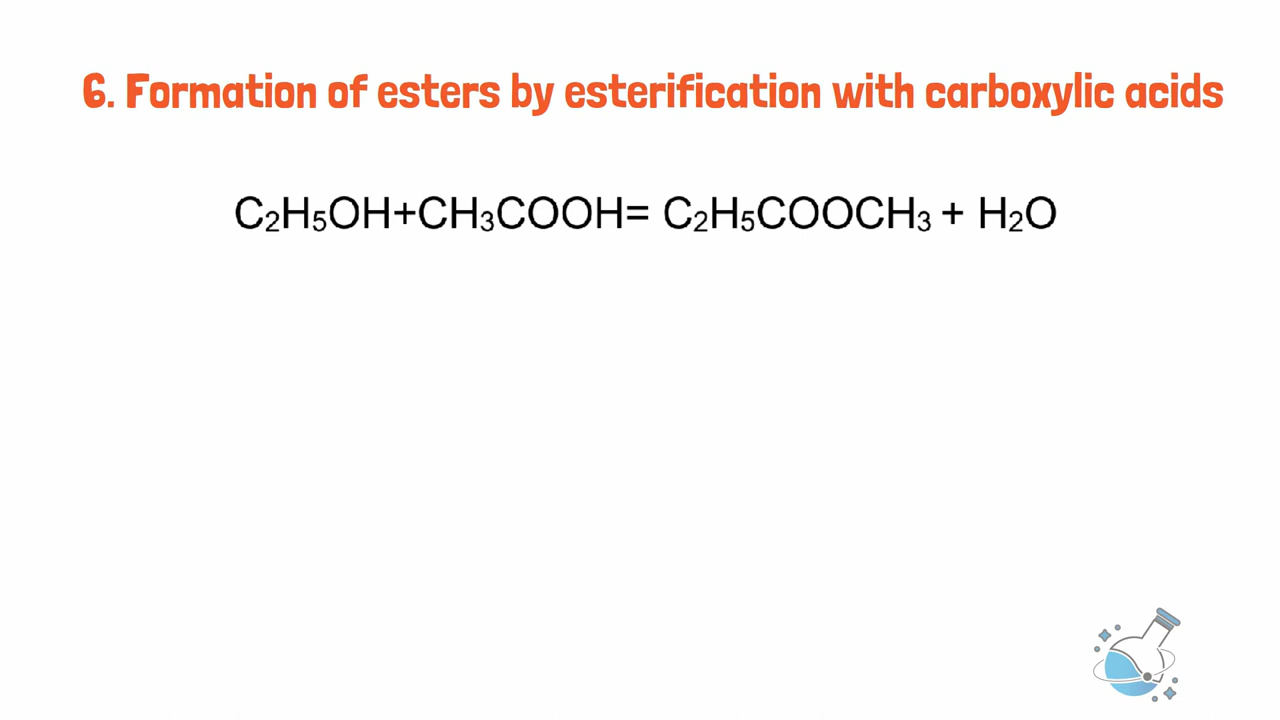 6. Formation of esters by esterification with carboxylic acids
C₂H₅OH+CH₃COOH= C₂H₅COOCH₃ + H₂O